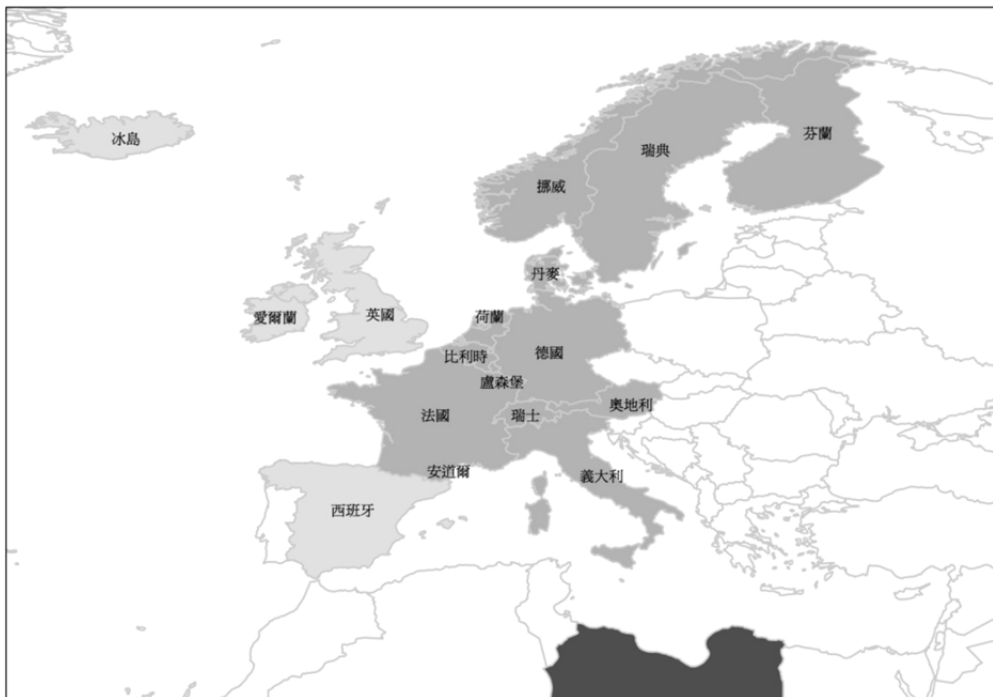 冰島
芬蘭
瑞典
挪威
丹麥
愛爾蘭
英國
荷蘭
比利時
德國
盧森堡
奧地利
法國
瑞士
安道爾
義大利
西班牙